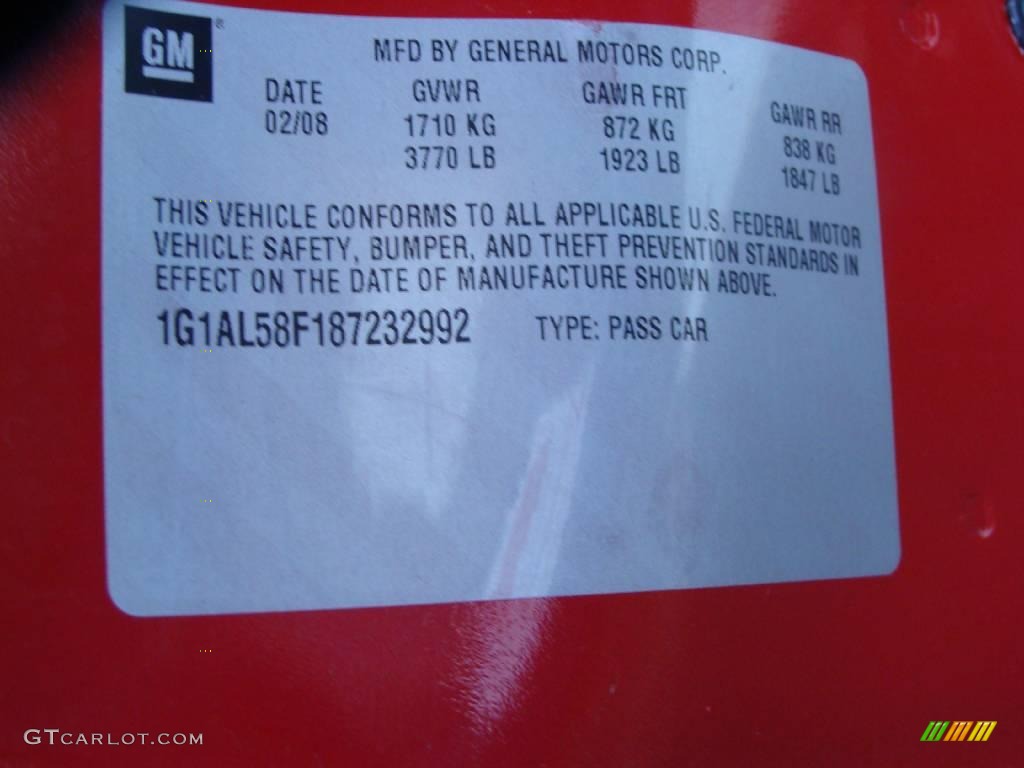 GM®
MFD BY GENERAL MOTORS CORP.
DATE GVWR GAWR FRT GAWR RR
02/08 1710 KG 872 KG 838 KG
3770 LB 1923 LB 1847 LB
THIS VEHICLE CONFORMS TO ALL APPLICABLE U.S. FEDERAL MOTOR
VEHICLE SAFETY, BUMPER, AND THEFT PREVENTION STANDARDS IN
EFFECT ON THE DATE OF MANUFACTURE SHOWN ABOVE.
1G1AL58F187232992 TYPE: PASS CAR
GTCARLOT.COM